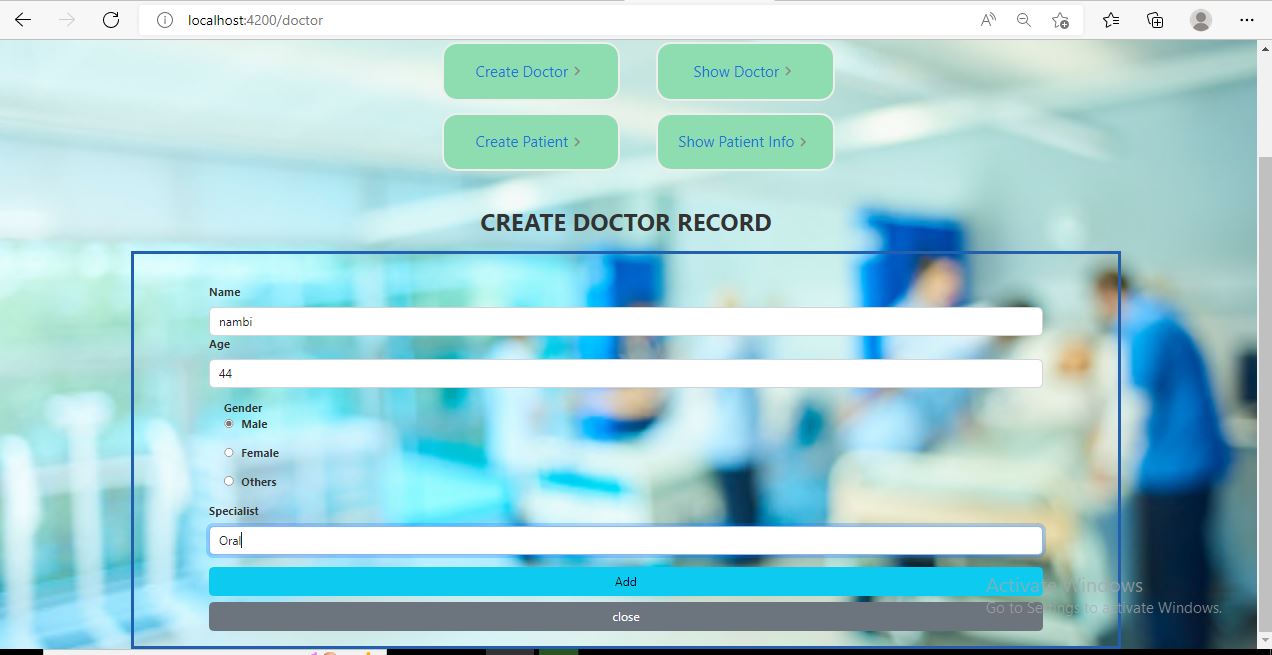 localhost:4200/doctor
Create Doctor >
Show Doctor >
Create Patient >
Show Patient Info >
CREATE DOCTOR RECORD
Name
nambi
Age
44
Gender
Male
Female
Others
Specialist
Oral
Add
close
Activate Windows
Go to Settings to activate Windows.